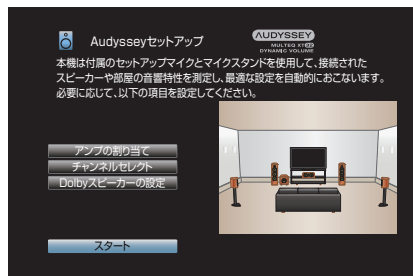 Audysseyセットアップ
AUDYSSEY
MULTEQ XT32
DYNAMIC VOLUME
本機は付属のセットアップマイクとマイクスタンドを使用して、接続された
スピーカーや部屋の音響特性を測定し、最適な設定を自動的におこないます。
必要に応じて、以下の項目を設定してください。
アンプの割り当て
チャンネルセレクト
Dolbyスピーカーの設定
スタート